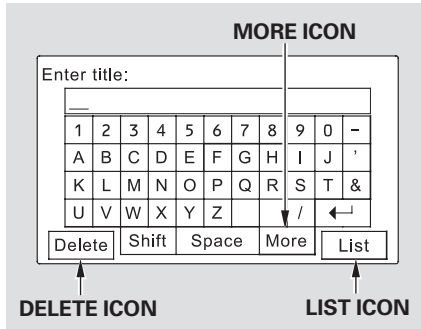 MORE ICON
Enter title:
1 2 3 4 5 6 7 8 9 0 –
A B C D E F G H I J '
K L M N O P Q R S T &
U V W X Y Z /
Delete Shift Space More List
DELETE ICON LIST ICON